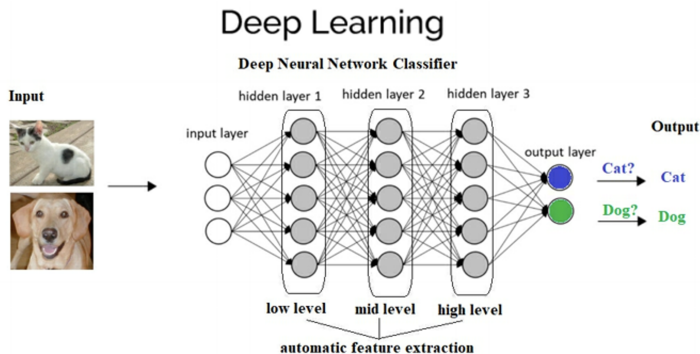 Deep Learning
Deep Neural Network Classifier
Input
hidden layer 1
hidden layer 2
hidden layer 3
input layer
Output
output layer
Cat?
Cat
Dog?
Dog
low level
mid level
high level
automatic feature extraction